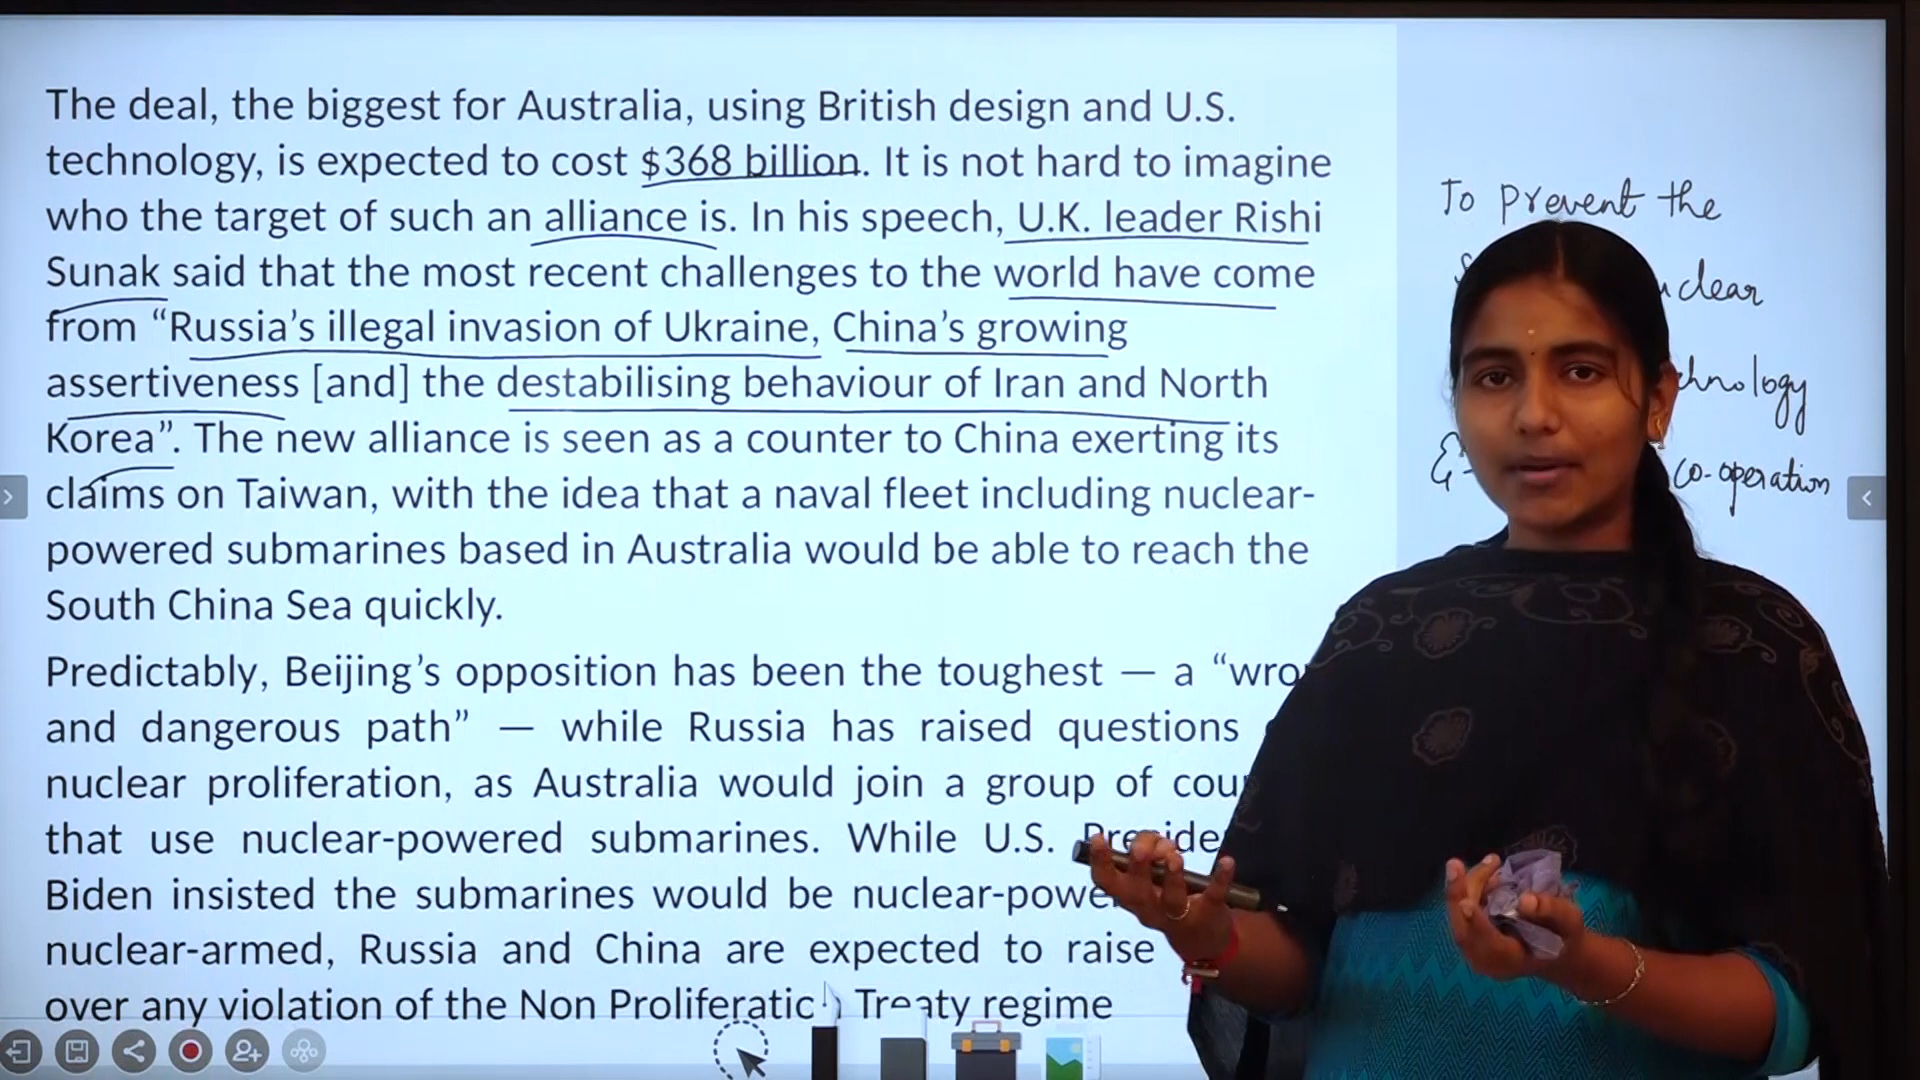 The deal, the biggest for Australia, using British design and U.S.
technology, is expected to cost $368 billion. It is not hard to imagine
who the target of such an alliance is. In his speech, U.K. leader Rishi
Sunak said that the most recent challenges to the world have come
from “Russia’s illegal invasion of Ukraine, China’s growing
assertiveness [and] the destabilising behaviour of Iran and North
Korea”. The new alliance is seen as a counter to China exerting its
claims on Taiwan, with the idea that a naval fleet including nuclear-
powered submarines based in Australia would be able to reach the
South China Sea quickly.
Predictably, Beijing’s opposition has been the toughest — a “wro
and dangerous path” — while Russia has raised questions
nuclear proliferation, as Australia would join a group of cou
that use nuclear-powered submarines. While U.S.
Biden insisted the submarines would be nuclear-powe
nuclear-armed, Russia and China are expected to raise
over any violation of the Non Treaty regime
To prevent the
clear
chnology
co-operation